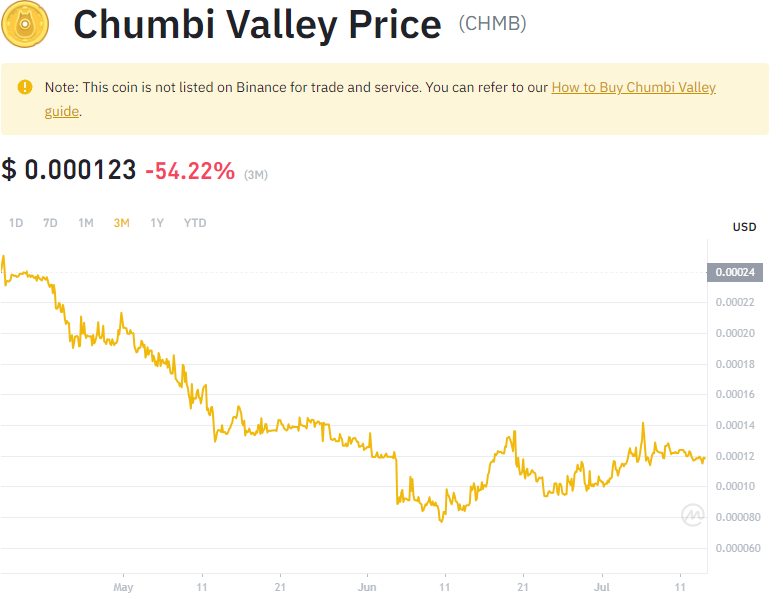 Chumbi Valley Price (CHMB)
Note: This coin is not listed on Binance for trade and service. You can refer to our How to Buy Chumbi Valley
guide.
$ 0.000123 -54.22% (3M)
1D 7D 1M 3M 1Y YTD
USD
0.00024
0.00022
0.00020
0.00018
0.00016
0.00014
0.00012
0.00010
0.000080
0.000060
May 11 21 Jun 11 21 Jul 11